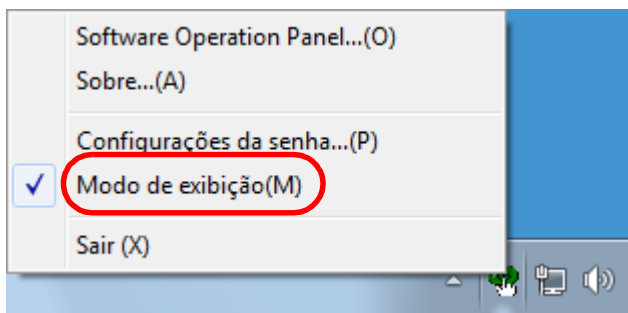 Software Operation Panel...(O)
Sobre...(A)
Configurações da senha...(P)
Modo de exibição(M)
Sair (X)